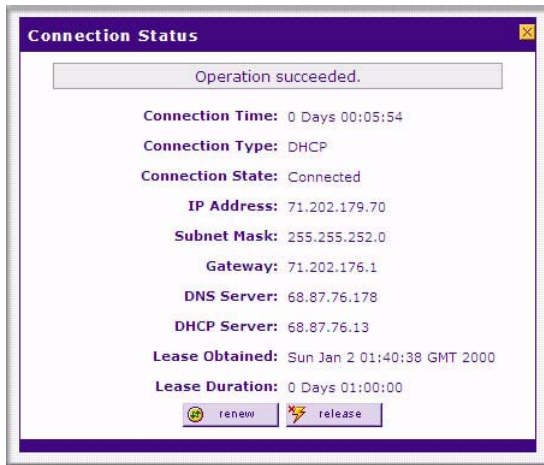 Connection Status
Operation succeeded.
Connection Time: 0 Days 00:05:54
Connection Type: DHCP
Connection State: Connected
IP Address: 71.202.179.70
Subnet Mask: 255.255.252.0
Gateway: 71.202.176.1
DNS Server: 68.87.76.178
DHCP Server: 68.87.76.13
Lease Obtained: Sun Jan 2 01:40:38 GMT 2000
Lease Duration: 0 Days 01:00:00
renew release